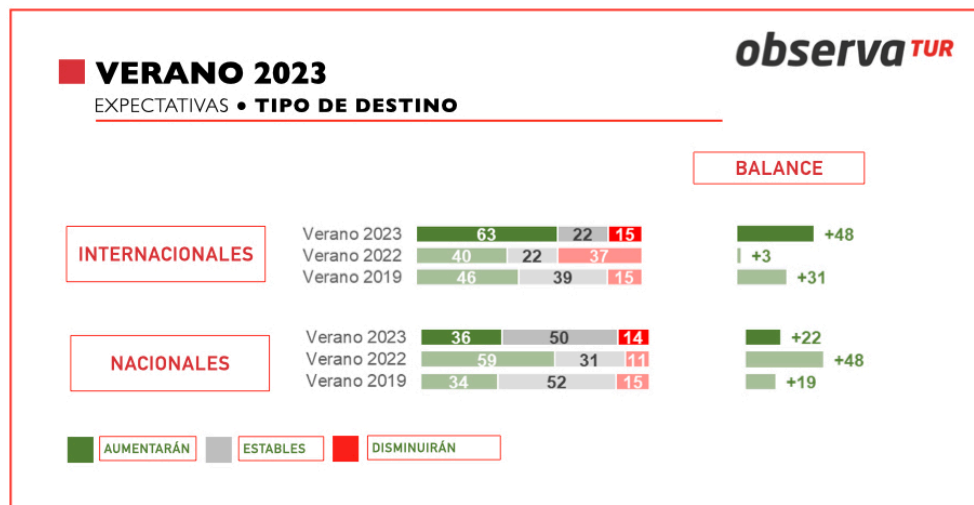 observaTUR
VERANO 2023
EXPECTATIVAS • TIPO DE DESTINO
BALANCE
INTERNACIONALES
Verano 2023 63 22 15 +48
Verano 2022 40 22 37 +3
Verano 2019 46 39 15 +31
NACIONALES
Verano 2023 36 50 14 +22
Verano 2022 59 31 11 +48
Verano 2019 34 52 15 +19
AUMENTARÁN ESTABLES DISMINUIRÁN